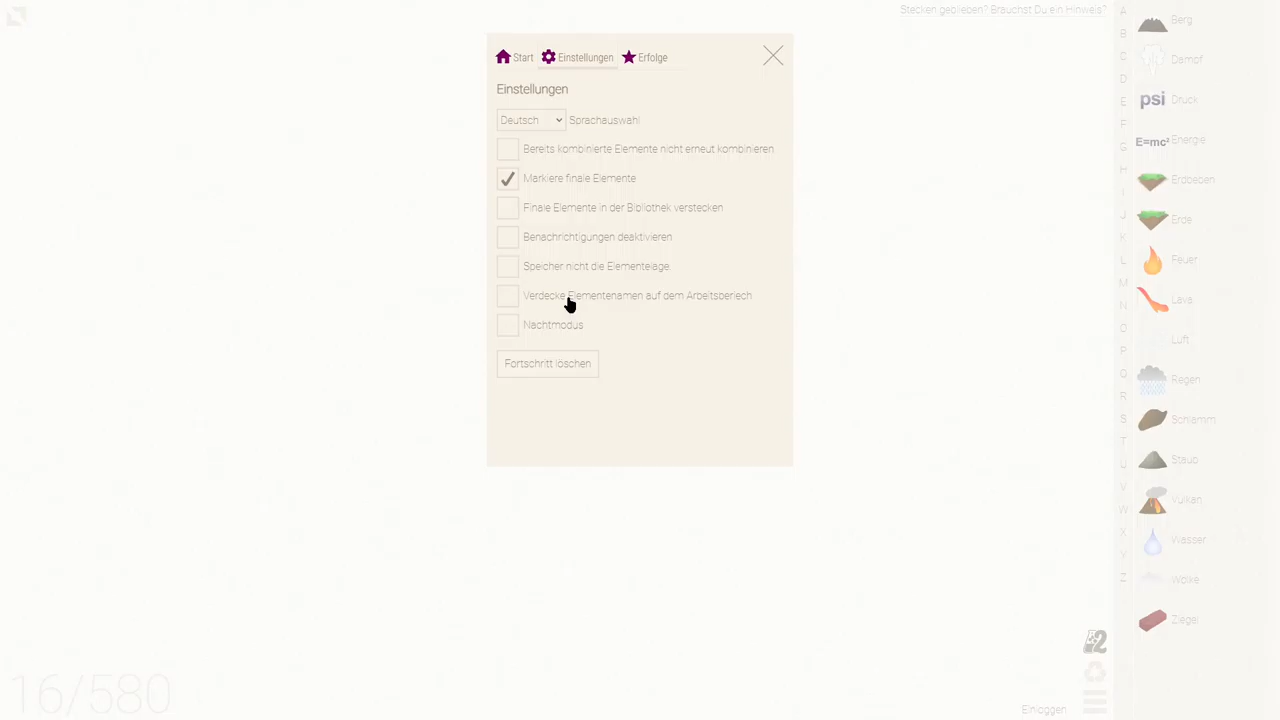 Stecken geblieben? Brauchst Du ein Hinweis?
Start Einstellungen Erfolge
Einstellungen
Deutsch Sprachauswahl
Bereits kombinierte Elemente nicht erneut kombinieren
Markiere finale Elemente
Finale Elemente in der Bibliothek verstecken
Benachrichtigungen deaktivieren
Speicher nicht die Elementelage.
Verdecke Elementenamen auf dem Arbeitsberiech
Nachtmodus
Fortschritt löschen
A
B
C
D
E
F
G
H
I
J
K
L
M
N
O
P
Q
R
S
T
U
V
W
X
Y
Z
Berg
Dampf
psi Druck
E=mc² Energie
Erdbeben
Erde
Feuer
Lava
Luft
Regen
Schlamm
Staub
Vulkan
Wasser
Wolke
Ziegel
16/580
Einloggen